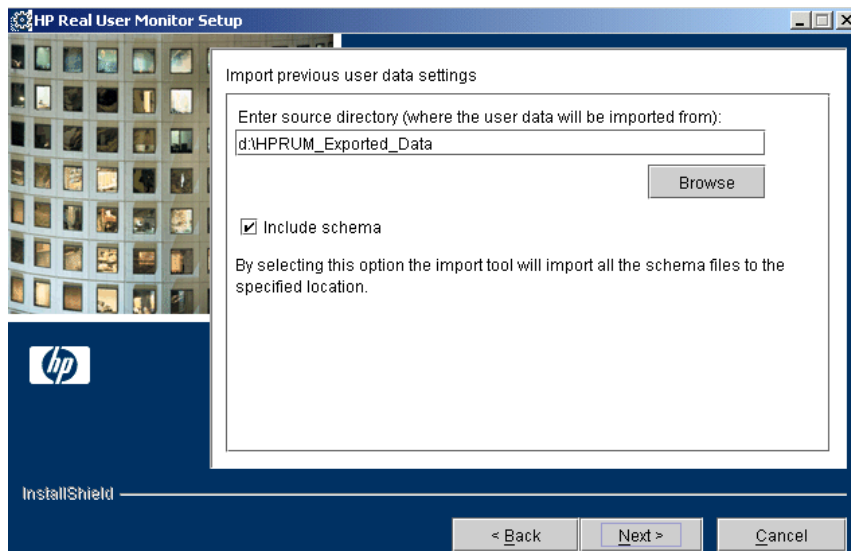 HP Real User Monitor Setup
Import previous user data settings
Enter source directory (where the user data will be imported from):
d:\HPRUM_Exported_Data
Browse
Include schema
By selecting this option the import tool will import all the schema files to the
specified location.
hp
InstallShield
< Back
Next >
Cancel